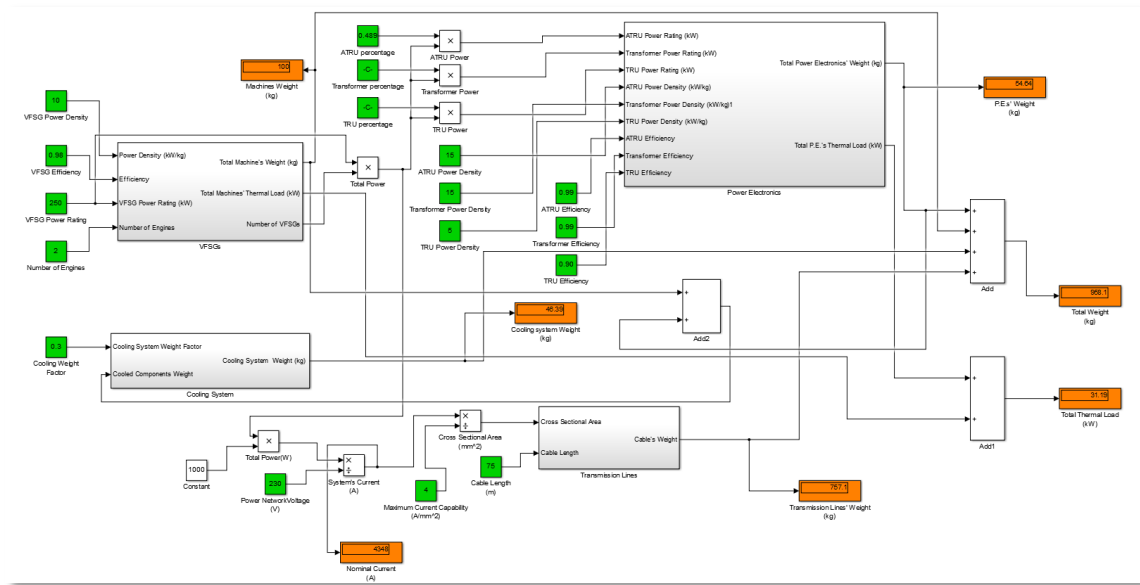 0.489
ATRU percentage
×
ATRU Power
-C-
Transformer percentage
×
Transformer Power
-C-
TRU percentage
×
TRU Power
100
Machines Weight
(kg)
10
VFSG Power Density
0.98
VFSG Efficiency
250
VFSG Power Rating
2
Number of Engines
Power Density (kW/kg)
Efficiency
VFSG Power Rating (kW)
Number of Engines
Total Machine's Weight (kg)
Total Machines' Thermal Load (kW)
Number of VFSGs
VFSGs
×
Total Power
15
ATRU Power Density
15
Transformer Power Density
5
TRU Power Density
0.99
ATRU Efficiency
0.99
Transformer Efficiency
0.90
TRU Efficiency
ATRU Power Rating (kW)
Transformer Power Rating (kW)
TRU Power Rating (kW)
ATRU Power Density (kW/kg)
Transformer Power Density (kW/kg)1
TRU Power Density (kW/kg)
ATRU Efficiency
Transformer Efficiency
TRU Efficiency
Total Power Electronics' Weight (kg)
Total P.E.'s Thermal Load (kW)
Power Electronics
54.64
P.E.s' Weight
(kg)
+
+
+
+
Add
958.1
Total Weight
(kg)
+
+
Add2
46.39
Cooling system Weight
(kg)
0.3
Cooling Weight
Factor
Cooling System Weight Factor
Cooled Components Weight
Cooling System Weight (kg)
Cooling System
+
+
Add1
31.19
Total Thermal Load
(kW)
1000
Constant
×
Total Power(W)
230
Power NetworkVoltage
(V)
×
÷
System's Current
(A)
×
÷
Cross Sectional Area
(mm^2)
4
Maximum Current Capability
(A/mm^2)
75
Cable Length
(m)
Cross Sectional Area
Cable Length
Cable's Weight
Transmission Lines
757.1
Transmission Lines' Weight
(kg)
4348
Nominal Current
(A)